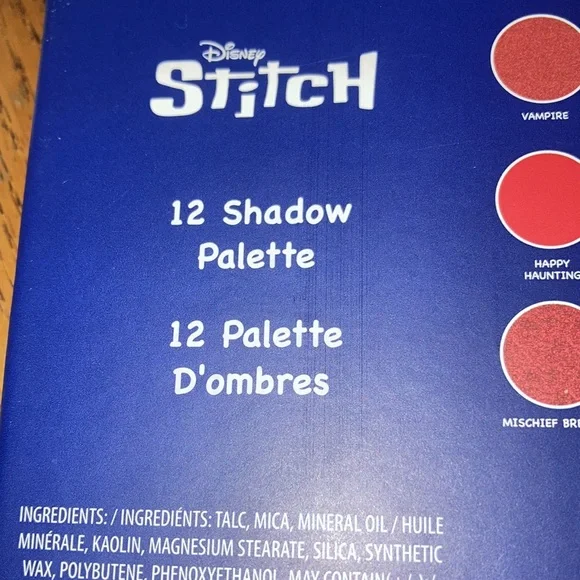 Disney
Stitch
VAMPIRE
12 Shadow
Palette
HAPPY
HAUNTING
12 Palette
D'ombres
MISCHIEF
INGREDIENTS: / INGREDIÉNTS: TALC, MICA, MINERAL OIL / HUILE
MINÉRALE, KAOLIN, MAGNESIUM STEARATE, SILICA, SYNTHETIC
WAX, POLYBUTENE, PHENOXYETHANOL, MAY CONTAIN